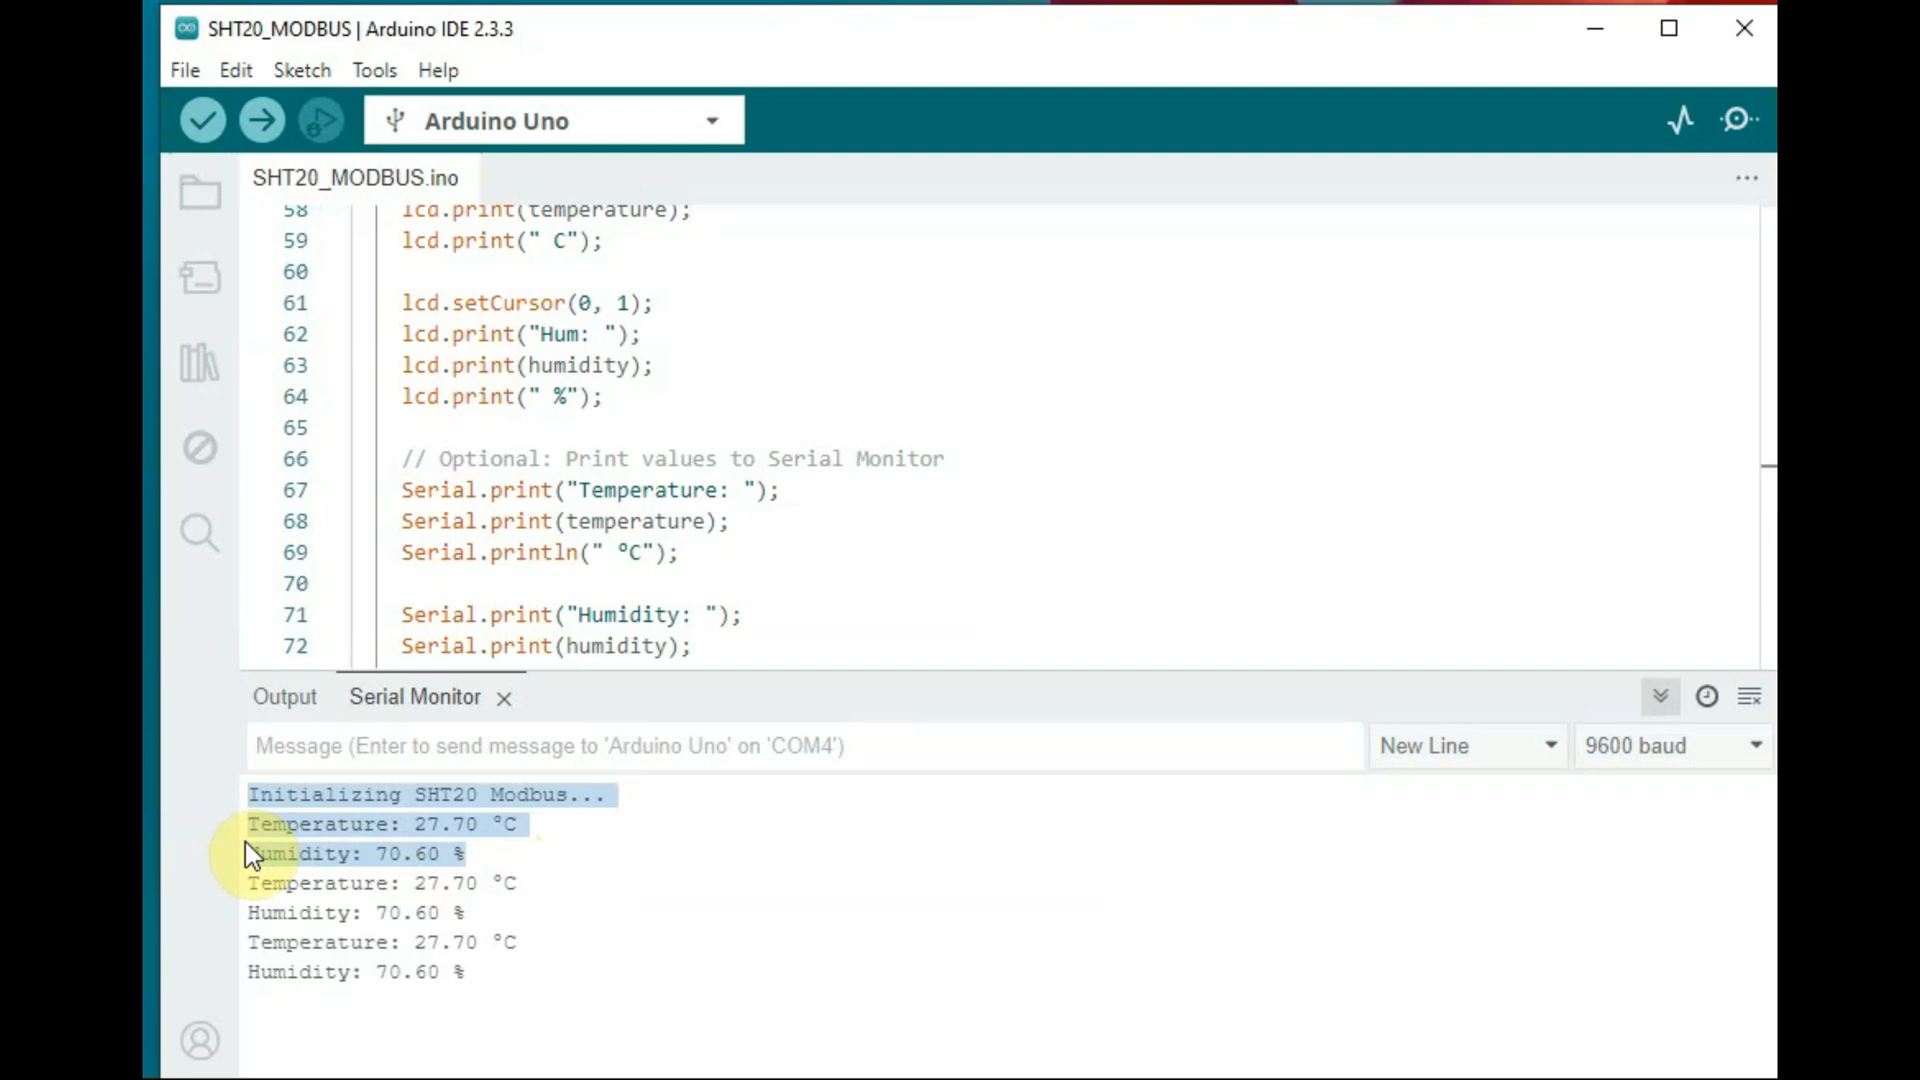 SHT20_MODBUS | Arduino IDE 2.3.3
File Edit Sketch Tools Help
Arduino Uno
SHT20_MODBUS.ino
58 lcd.print(temperature);
59 lcd.print(" C");
60
61 lcd.setCursor(0, 1);
62 lcd.print("Hum: ");
63 lcd.print(humidity);
64 lcd.print(" %");
65
66 // Optional: Print values to Serial Monitor
67 Serial.print("Temperature: ");
68 Serial.print(temperature);
69 Serial.println(" °C");
70
71 Serial.print("Humidity: ");
72 Serial.print(humidity);
Output Serial Monitor
Message (Enter to send message to 'Arduino Uno' on 'COM4') New Line 9600 baud
Initializing SHT20 Modbus...
Temperature: 27.70 °C
Humidity: 70.60 %
Temperature: 27.70 °C
Humidity: 70.60 %
Temperature: 27.70 °C
Humidity: 70.60 %